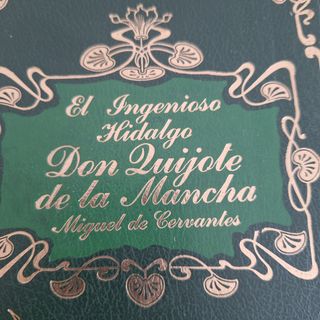 El Ingenioso
Hidalgo
Don Quijote
de la Mancha
Miguel de Cervantes